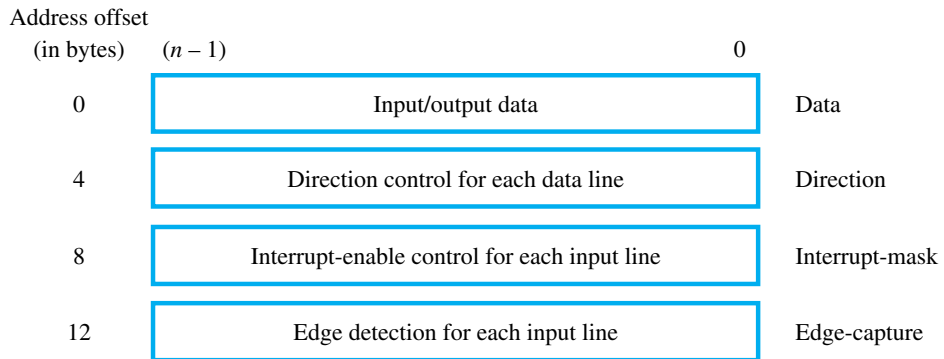 Address offset
(in bytes) (n – 1) 0
0 Input/output data Data
4 Direction control for each data line Direction
8 Interrupt-enable control for each input line Interrupt-mask
12 Edge detection for each input line Edge-capture